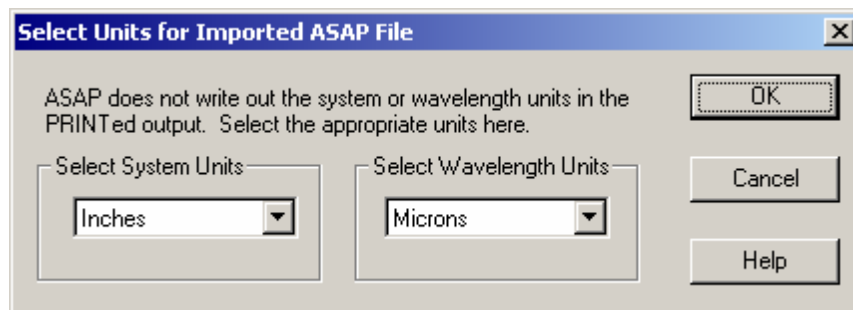 Select Units for Imported ASAP File
ASAP does not write out the system or wavelength units in the
PRINTed output. Select the appropriate units here.
OK
Select System Units
Select Wavelength Units
Inches
Microns
Cancel
Help